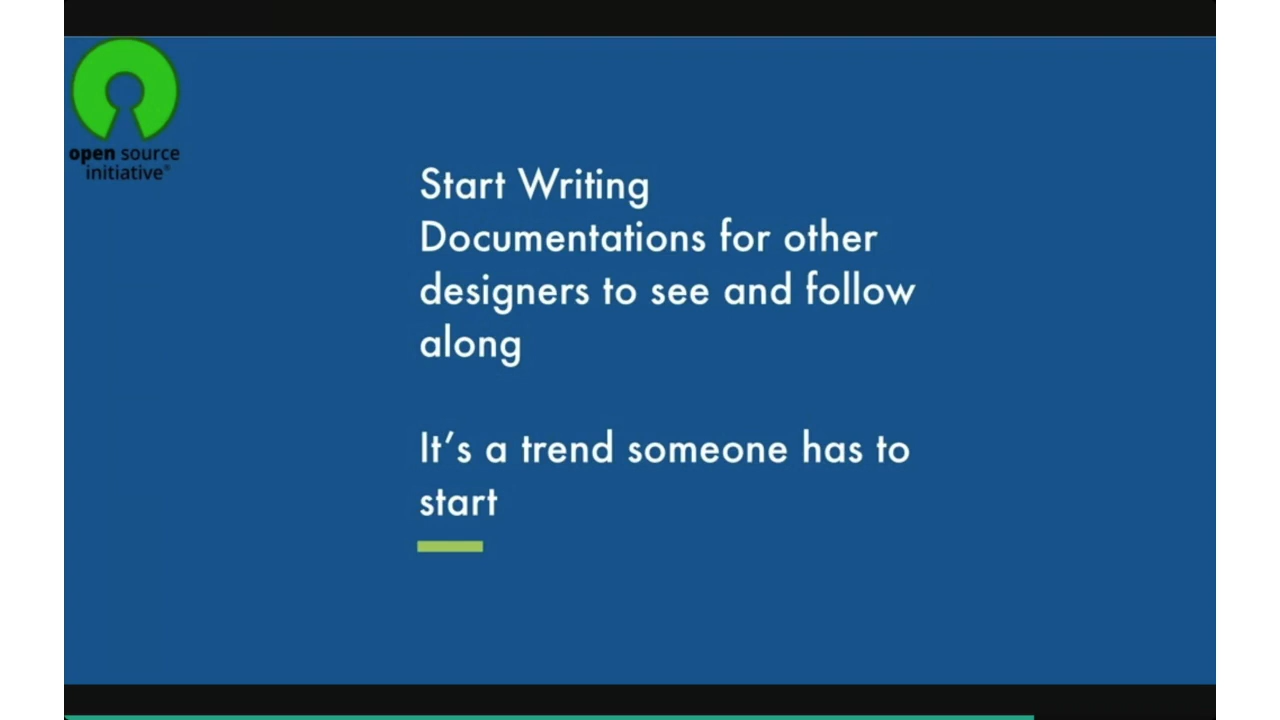 open source
initiative®
Start Writing
Documentations for other
designers to see and follow
along
It’s a trend someone has to
start